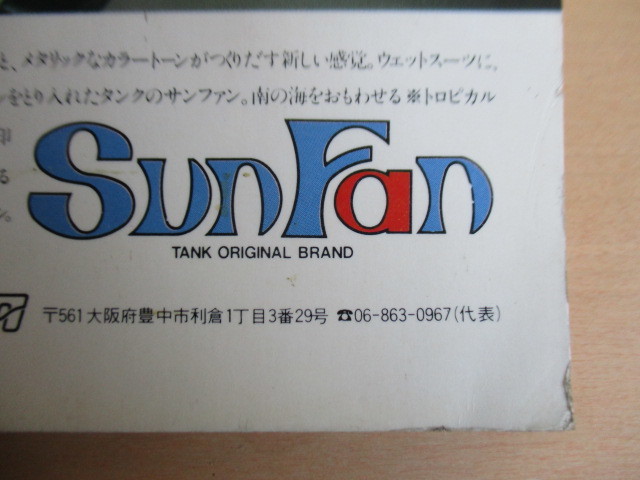 と、メタリックなカラートーンがつくりだす新しい感覚。ウェットスーツに、
ンをとり入れたタンクのサンファン。南の海をおもわせる※トロピカル
印
る
ン。
SunFan
TANK ORIGINAL BRAND
〒561 大阪府豊中市利倉1丁目3番29号 ☎06-863-0967(代表)